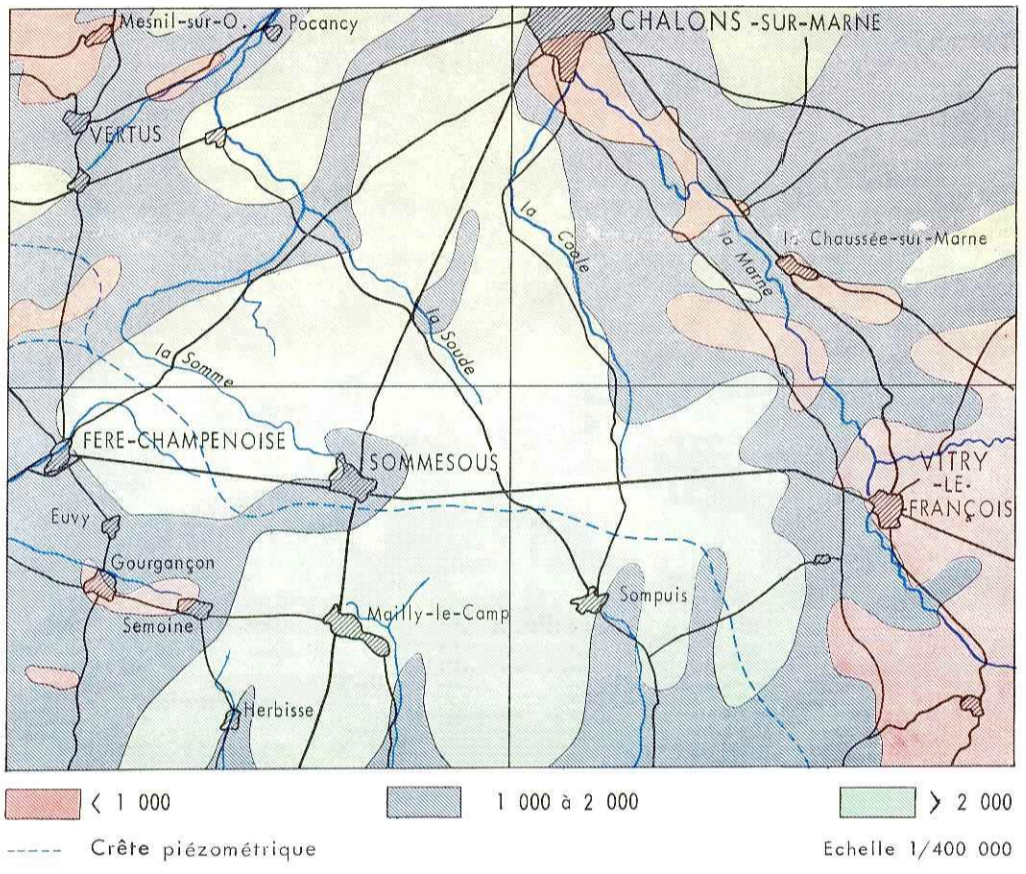 Mesnil-sur-O.
Pocancy
CHALONS -SUR-MARNE
VERTUS
la Coole
la Marne
la Chaussée-sur-Marne
la Soude
la Somme
FERE-CHAMPENOISE
SOMMESOUS
VITRY
-LE-
FRANÇOIS
Euvy
Gourgançon
Semoine
Mailly-le-Camp
Sompuis
Herbisse
< 1 000
1 000 à 2 000
> 2 000
Crête piézométrique
Echelle 1/400 000